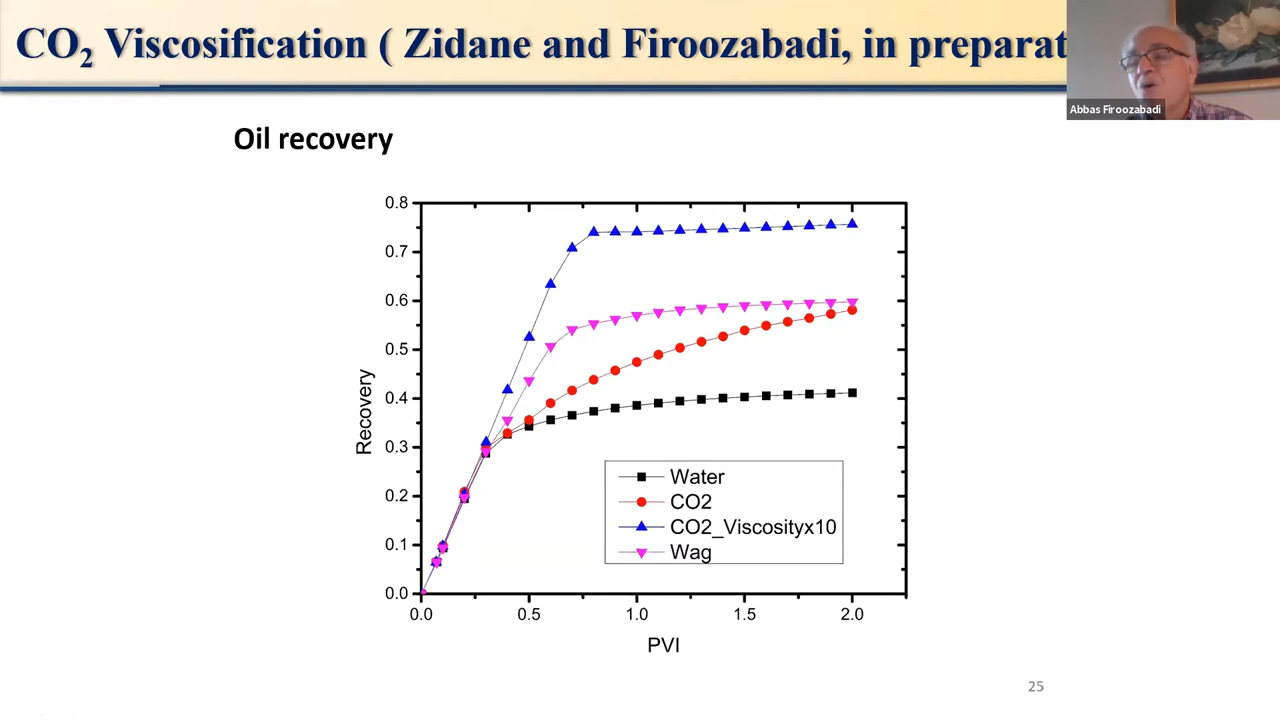 CO2 Viscosification ( Zidane and Firoozabadi, in preparat
Abbas Firoozabadi
Oil recovery
0.8
0.7
0.6
0.5
0.4
0.3
0.2
0.1
0.0
Recovery
Water
CO2
CO2_Viscosityx10
Wag
0.0 0.5 1.0 1.5 2.0
PVI
25